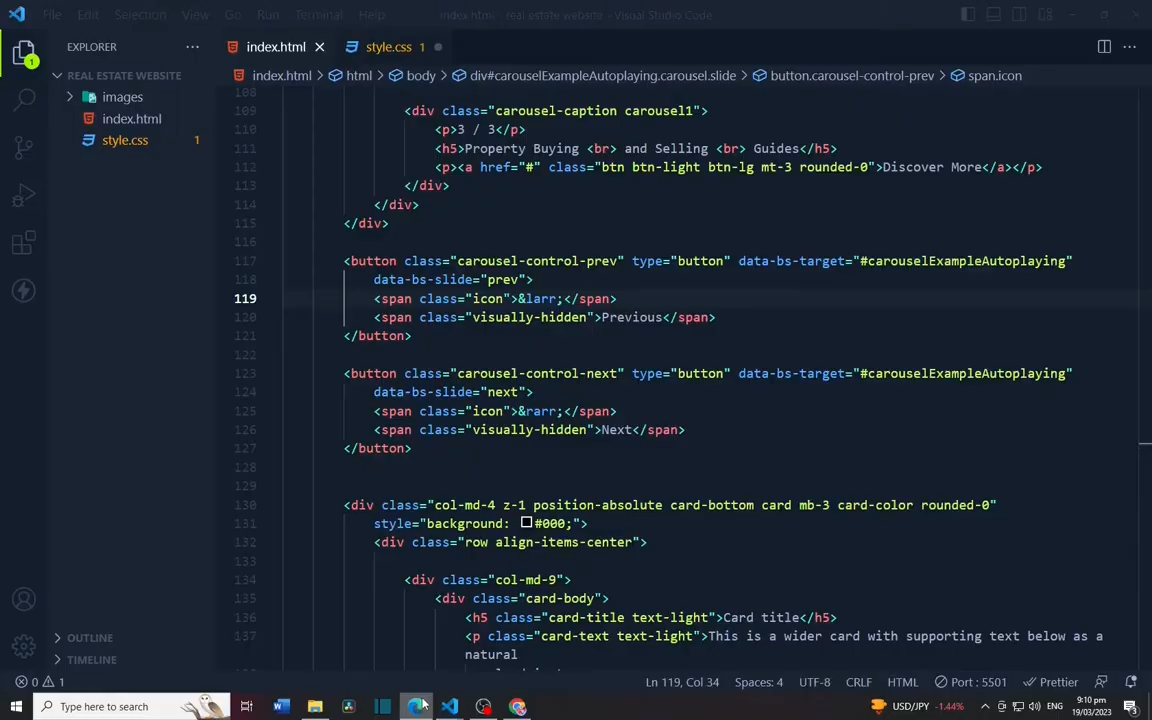 File Edit Selection View Go Run Terminal Help index.html - real estate website - Visual Studio Code
EXPLORER ···
index.html
style.css 1
index.html > html > body > div#carouselExampleAutoplaying.carousel.slide > button.carousel-control-prev > span.icon
REAL ESTATE WEBSITE
images
index.html
style.css 1
1
108
109 <div class="carousel-caption carousel1">
110 <p>3 / 3</p>
111 <h5>Property Buying <br> and Selling <br> Guides</h5>
112 <p><a href="#" class="btn btn-light btn-lg mt-3 rounded-0">Discover More</a></p>
113 </div>
114 </div>
115 </div>
116
117 <button class="carousel-control-prev" type="button" data-bs-target="#carouselExampleAutoplaying"
118 data-bs-slide="prev">
119 <span class="icon">&larr;</span>
120 <span class="visually-hidden">Previous</span>
121 </button>
122
123 <button class="carousel-control-next" type="button" data-bs-target="#carouselExampleAutoplaying"
124 data-bs-slide="next">
125 <span class="icon">&rarr;</span>
126 <span class="visually-hidden">Next</span>
127 </button>
128
129
130 <div class="col-md-4 z-1 position-absolute card-bottom card mb-3 card-color rounded-0"
131 style="background: #000;">
132 <div class="row align-items-center">
133
134 <div class="col-md-9">
135 <div class="card-body">
136 <h5 class="card-title text-light">Card title</h5>
137 <p class="card-text text-light">This is a wider card with supporting text below as a
natural
OUTLINE
TIMELINE
0 1 Ln 119, Col 34 Spaces: 4 UTF-8 CRLF HTML Port : 5501 Prettier
Type here to search USD/JPY -1.44% ENG 9:10 pm
19/03/2023
3